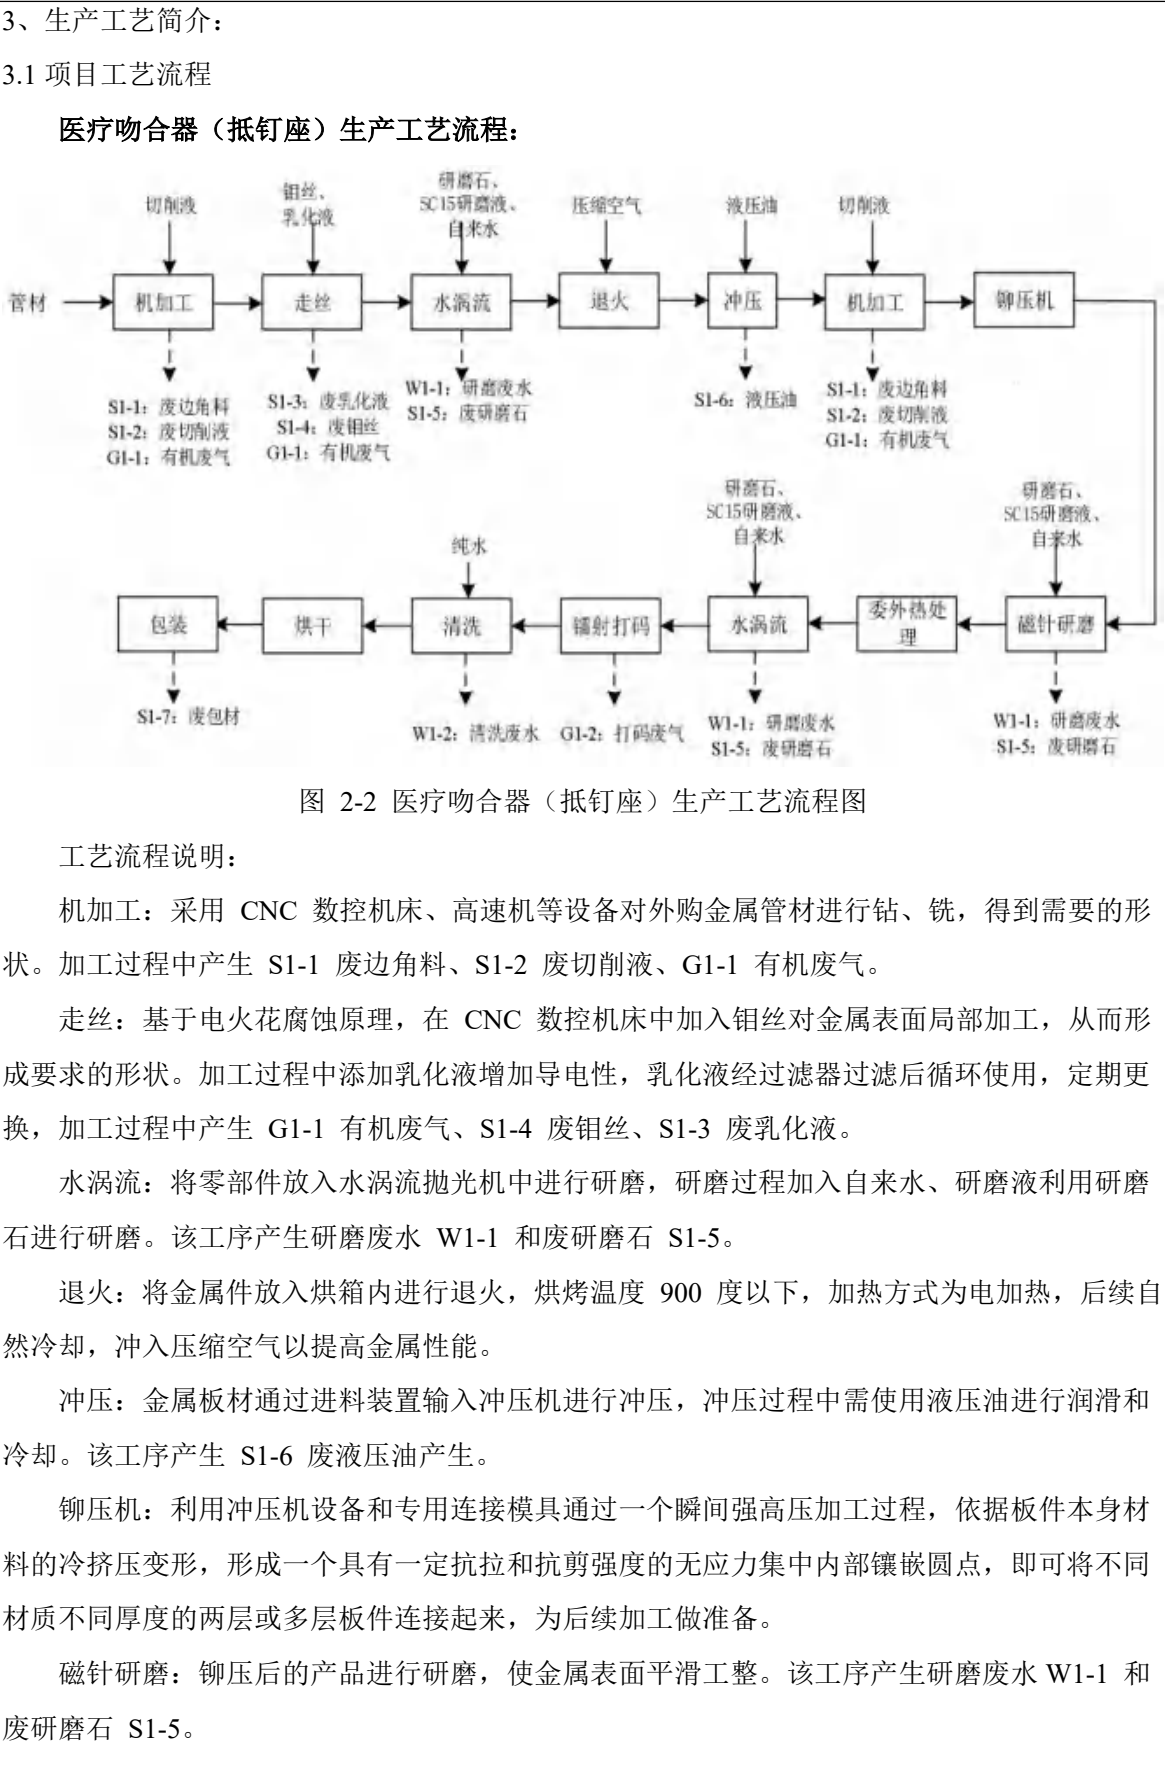 3、生产工艺简介：
3.1 项目工艺流程
医疗吻合器（抵钉座）生产工艺流程：
切削液
钼丝、
乳化液
研磨石、
SC15研磨液、
自来水
压缩空气
液压油
切削液
管材
机加工
走丝
水涡流
退火
冲压
机加工
铆压机
S1-1：废边角料
S1-2：废切削液
G1-1：有机废气
S1-3：废乳化液
S1-4：废钼丝
G1-1：有机废气
W1-1：研磨废水
S1-5：废研磨石
S1-6：液压油
S1-1：废边角料
S1-2：废切削液
G1-1：有机废气
纯水
研磨石、
SC15研磨液、
自来水
研磨石、
SC15研磨液、
自来水
包装
烘干
清洗
镭射打码
水涡流
委外热处
理
磁针研磨
S1-7：废包材
W1-2：清洗废水
G1-2：打码废气
W1-1：研磨废水
S1-5：废研磨石
W1-1：研磨废水
S1-5：废研磨石
图 2-2 医疗吻合器（抵钉座）生产工艺流程图
工艺流程说明：
机加工：采用 CNC 数控机床、高速机等设备对外购金属管材进行钻、铣，得到需要的形
状。加工过程中产生 S1-1 废边角料、S1-2 废切削液、G1-1 有机废气。
走丝：基于电火花腐蚀原理，在 CNC 数控机床中加入钼丝对金属表面局部加工，从而形
成要求的形状。加工过程中添加乳化液增加导电性，乳化液经过滤器过滤后循环使用，定期更
换，加工过程中产生 G1-1 有机废气、S1-4 废钼丝、S1-3 废乳化液。
水涡流：将零部件放入水涡流抛光机中进行研磨，研磨过程加入自来水、研磨液利用研磨
石进行研磨。该工序产生研磨废水 W1-1 和废研磨石 S1-5。
退火：将金属件放入烘箱内进行退火，烘烤温度 900 度以下，加热方式为电加热，后续自
然冷却，冲入压缩空气以提高金属性能。
冲压：金属板材通过进料装置输入冲压机进行冲压，冲压过程中需使用液压油进行润滑和
冷却。该工序产生 S1-6 废液压油产生。
铆压机：利用冲压机设备和专用连接模具通过一个瞬间强高压加工过程，依据板件本身材
料的冷挤压变形，形成一个具有一定抗拉和抗剪强度的无应力集中内部镶嵌圆点，即可将不同
材质不同厚度的两层或多层板件连接起来，为后续加工做准备。
磁针研磨：铆压后的产品进行研磨，使金属表面平滑工整。该工序产生研磨废水 W1-1 和
废研磨石 S1-5。